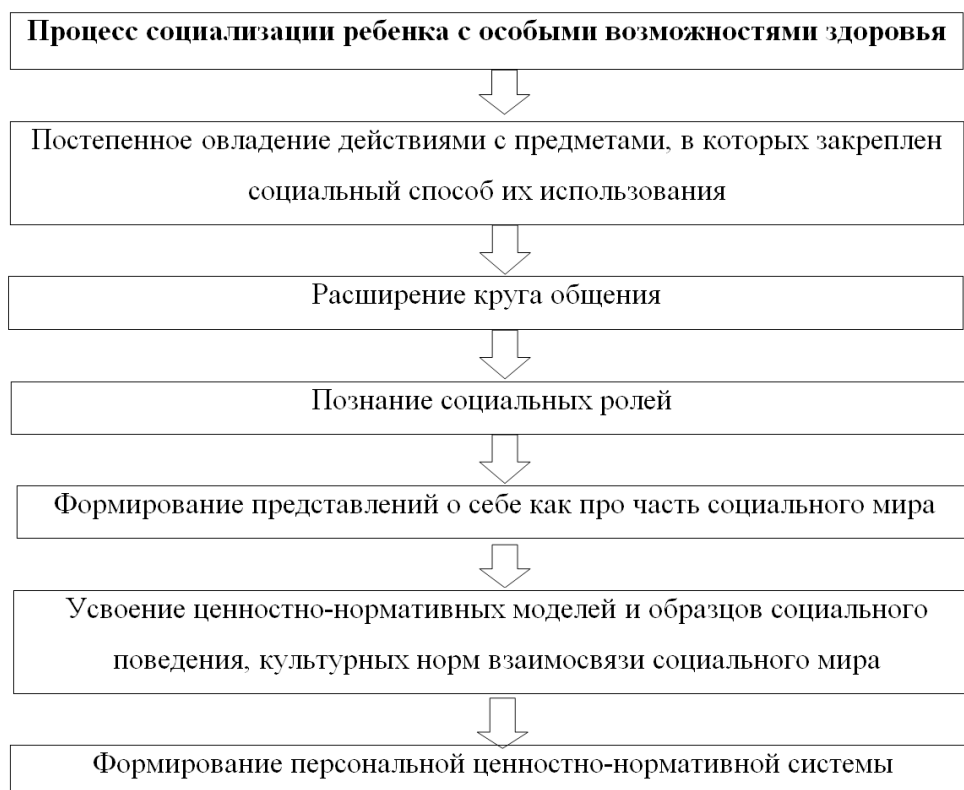 Процесс социализации ребенка с особыми возможностями здоровья
Постепенное овладение действиями с предметами, в которых закреплен
социальный способ их использования
Расширение круга общения
Познание социальных ролей
Формирование представлений о себе как про часть социального мира
Усвоение ценностно-нормативных моделей и образцов социального
поведения, культурных норм взаимосвязи социального мира
Формирование персональной ценностно-нормативной системы